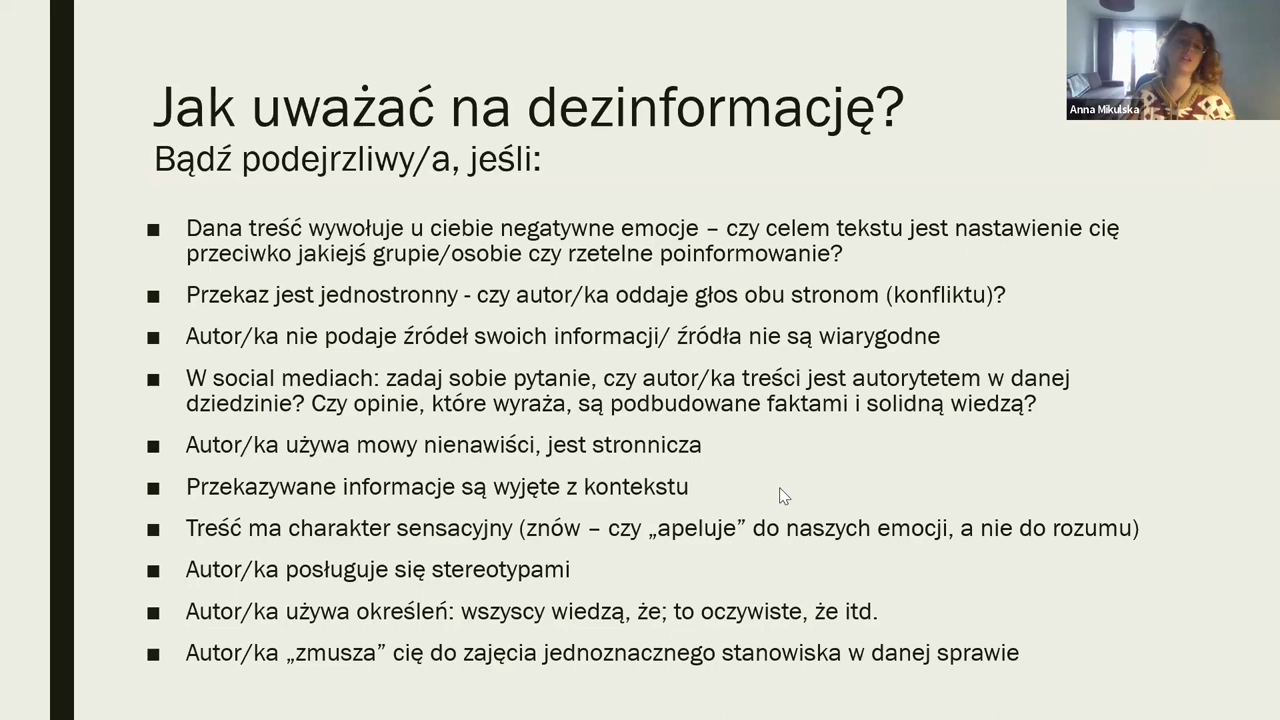 Jak uważać na dezinformację?
Bądź podejrzliwy/a, jeśli:
Anna Mikulska
■ Dana treść wywołuje u ciebie negatywne emocje – czy celem tekstu jest nastawienie cię
przeciwko jakiejś grupie/osobie czy rzetelne poinformowanie?
■ Przekaz jest jednostronny - czy autor/ka oddaje głos obu stronom (konfliktu)?
■ Autor/ka nie podaje źródeł swoich informacji/ źródła nie są wiarygodne
■ W social mediach: zadaj sobie pytanie, czy autor/ka treści jest autorytetem w danej
dziedzinie? Czy opinie, które wyraża, są podbudowane faktami i solidną wiedzą?
■ Autor/ka używa mowy nienawiści, jest stronnicza
■ Przekazywane informacje są wyjęte z kontekstu
■ Treść ma charakter sensacyjny (znów – czy „apeluje” do naszych emocji, a nie do rozumu)
■ Autor/ka posługuje się stereotypami
■ Autor/ka używa określeń: wszyscy wiedzą, że; to oczywiste, że itd.
■ Autor/ka „zmusza” cię do zajęcia jednoznacznego stanowiska w danej sprawie